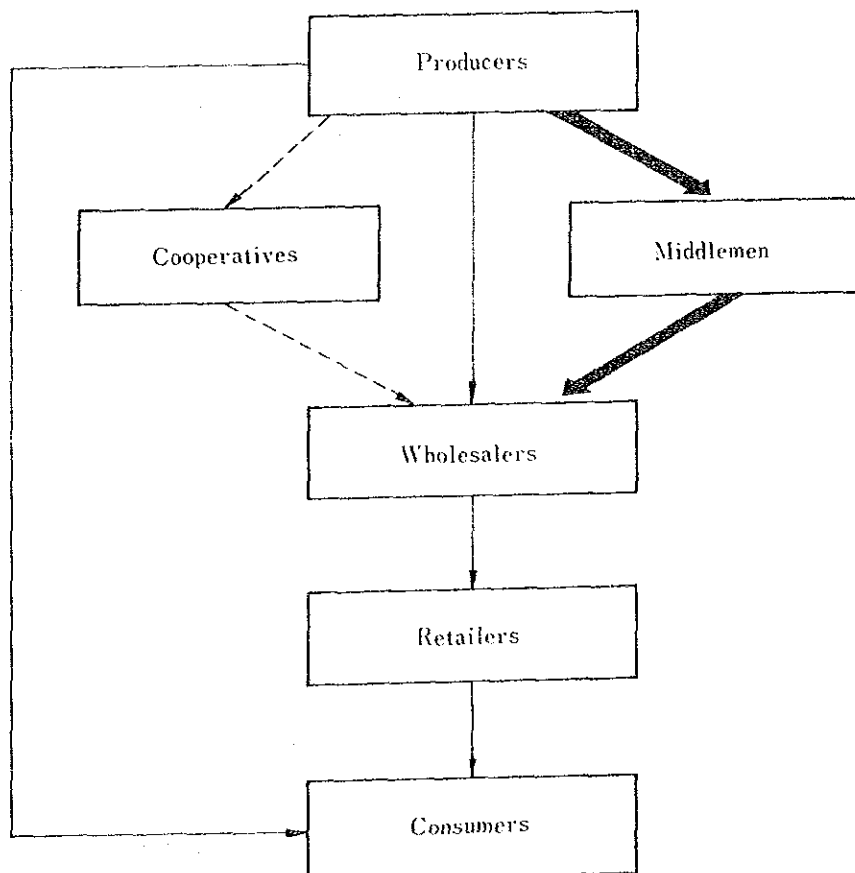 Producers
Cooperatives
Middlemen
Wholesalers
Retailers
Consumers